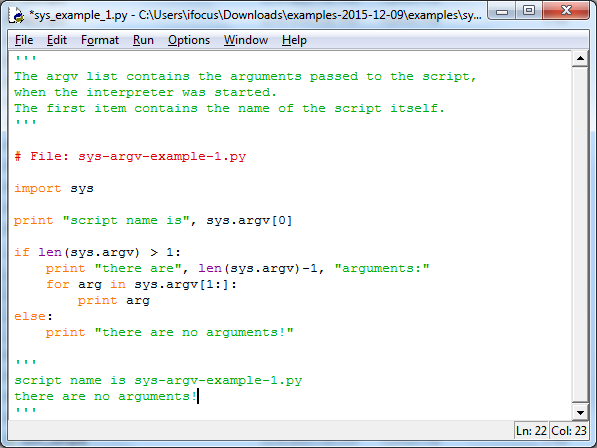 *sys_example_1.py - C:\Users\ifocus\Downloads\examples-2015-12-09\examples\sy...
File Edit Format Run Options Window Help
'''
The argv list contains the arguments passed to the script,
when the interpreter was started.
The first item contains the name of the script itself.
'''
# File: sys-argv-example-1.py
import sys
print "script name is", sys.argv[0]
if len(sys.argv) > 1:
    print "there are", len(sys.argv)-1, "arguments:"
    for arg in sys.argv[1:]:
        print arg
else:
    print "there are no arguments!"
'''
script name is sys-argv-example-1.py
there are no arguments!
'''
Ln: 22 Col: 23